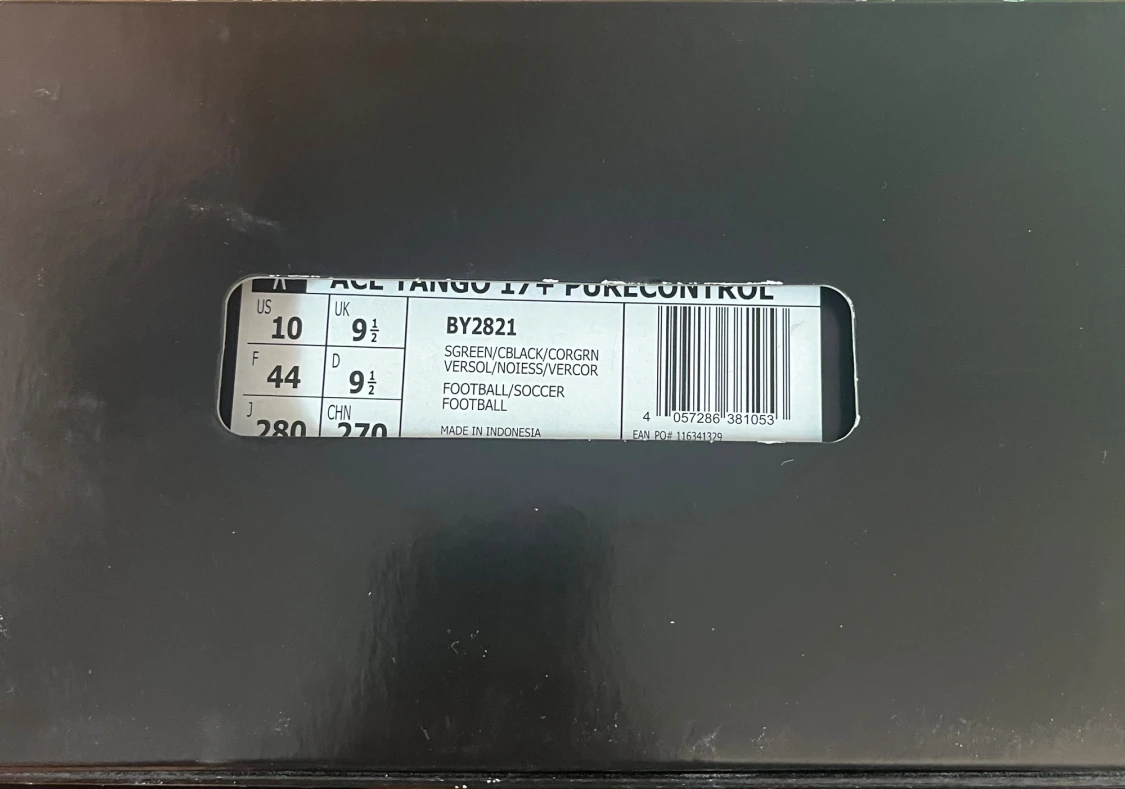 ACE TANGO 17+ PURECONTROL
US 10 UK 9½
F 44 D 9½
J 280 CHN 270
BY2821
SGREEN/CBLACK/CORGRN
VERSOL/NOIESS/VERCOR
FOOTBALL/SOCCER
FOOTBALL
MADE IN INDONESIA
4 057286 381053
EAN PO# 116341329